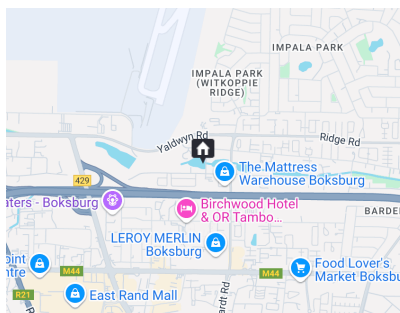 IMPALA PARK
IMPALA PARK
(WITKOPPIE
RIDGE)
Yaldwyn Rd
Ridge Rd
The Mattress
Warehouse Boksburg
429
aters - Boksburg
Birchwood Hotel
& OR Tambo...
BARDE
LEROY MERLIN
Boksburg
oint
ntre
M44
M44
Food Lover's
Market Boksbu
R21
East Rand Mall
ardt Rd